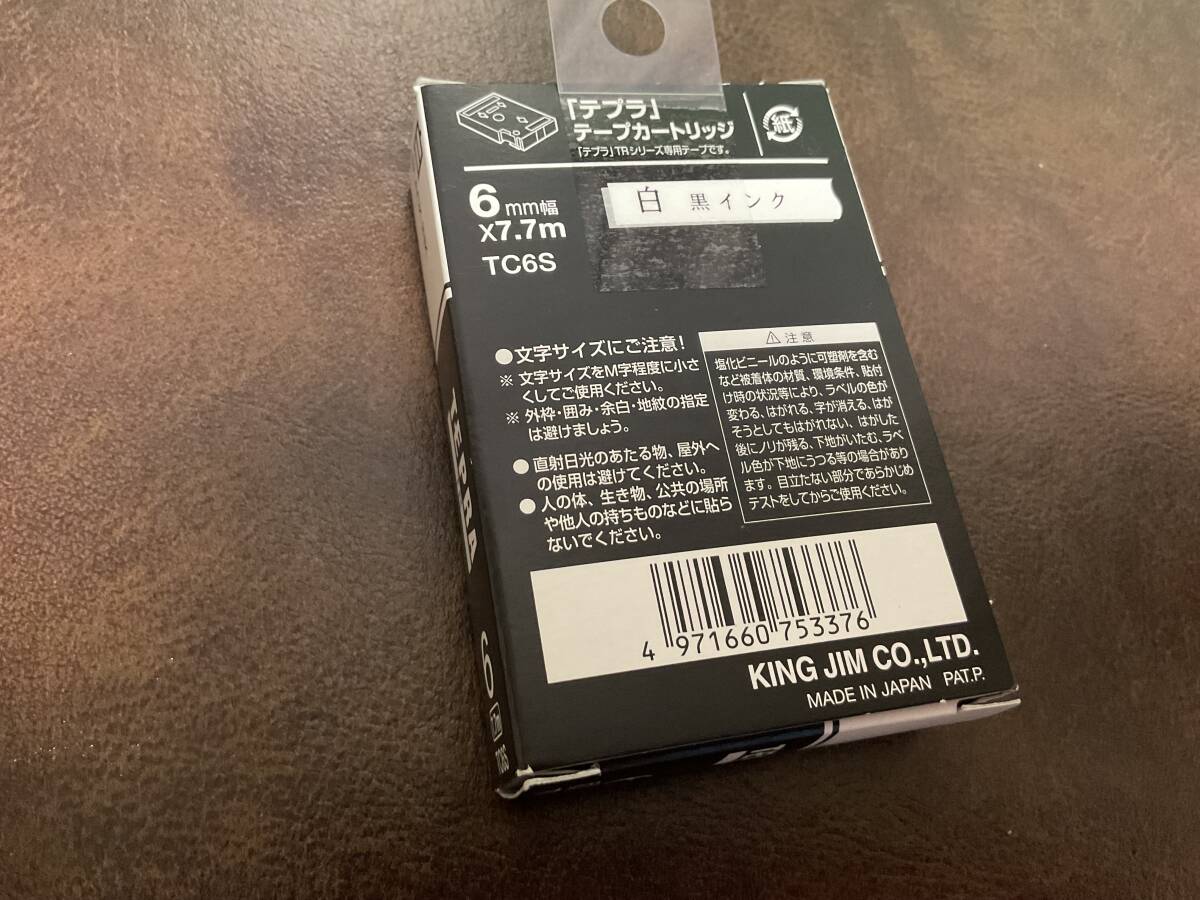 「テプラ」
テープカートリッジ
「テプラ」TRシリーズ専用テープです。
紙
6mm幅
X7.7m
TC6S
白 黒インク
●文字サイズにご注意!
※ 文字サイズをM字程度に小さ
くしてご使用ください。
※ 外枠・囲み・余白・地紋の指定
は避けましょう。
● 直射日光のあたる物、屋外へ
の使用は避けてください。
● 人の体、生き物、公共の場所
や他人の持ちものなどに貼ら
ないでください。
⚠注意
塩化ビニールのように可塑剤を含む
など被着体の材質、環境条件、貼付
け時の状況等により、ラベルの色が
変わる、はがれる、字が消える、はが
そうとしてもはがれない、はがした
後にノリが残る、下地がいたむ、ラベ
ル色が下地にうつる等の場合があり
ます。目立たない部分であらかじめ
テストをしてからご使用ください。
4 971660 753376
KING JIM CO.,LTD.
MADE IN JAPAN PAT.P.
TEPRA
6
TC6S